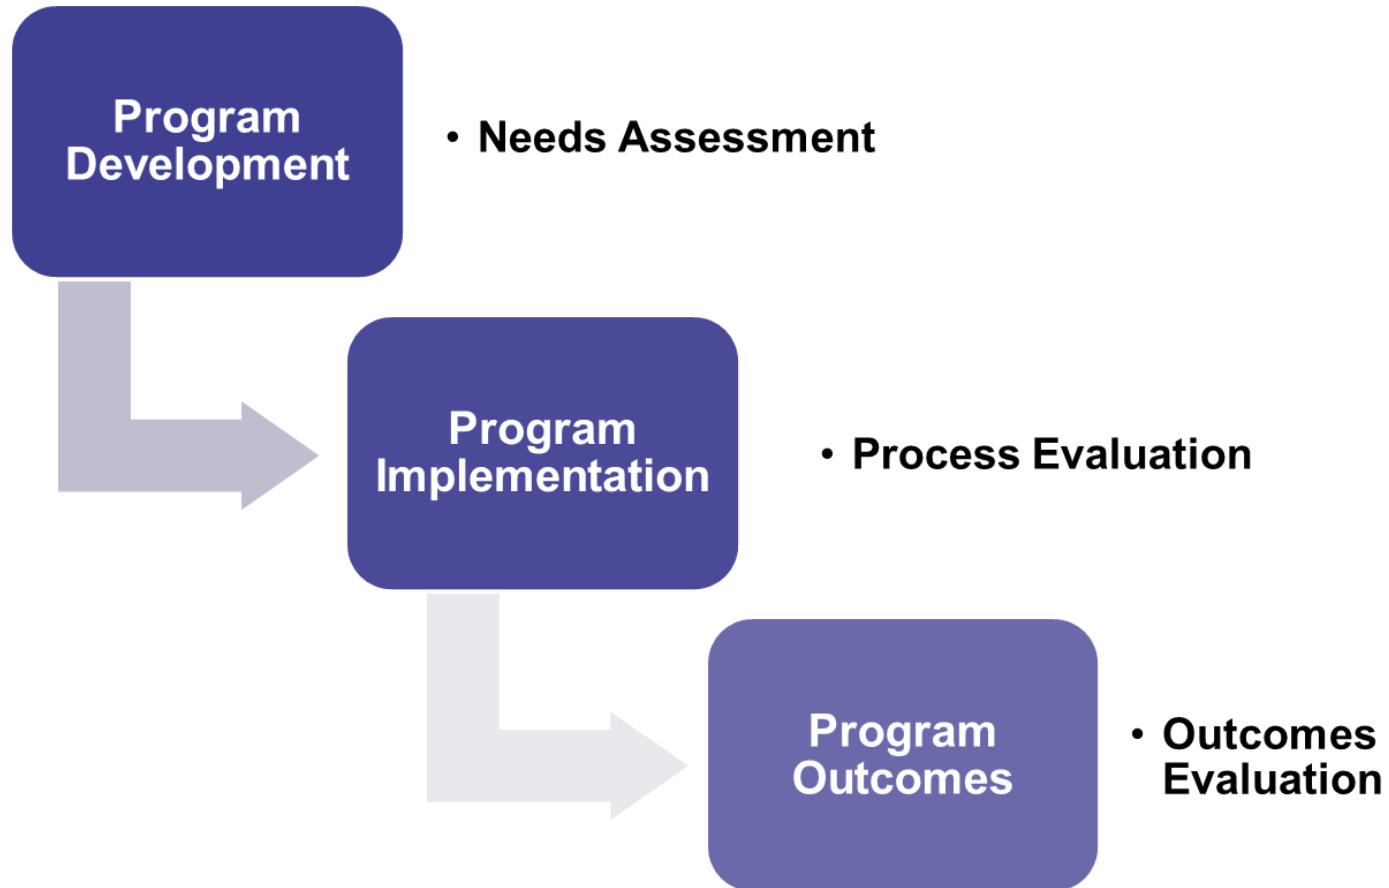 Program
Development
• Needs Assessment
Program
Implementation
• Process Evaluation
Program
Outcomes
• Outcomes
Evaluation